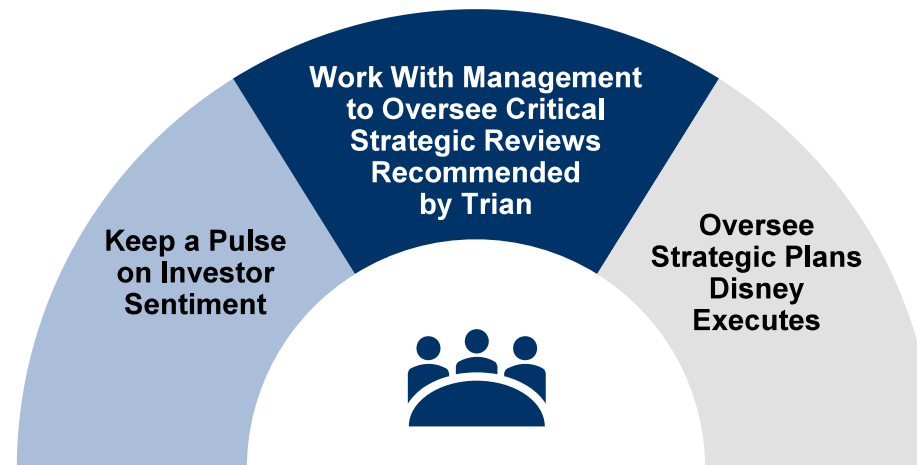 Work With Management
to Oversee Critical
Strategic Reviews
Recommended
by Trian
Keep a Pulse
on Investor
Sentiment
Oversee
Strategic Plans
Disney
Executes